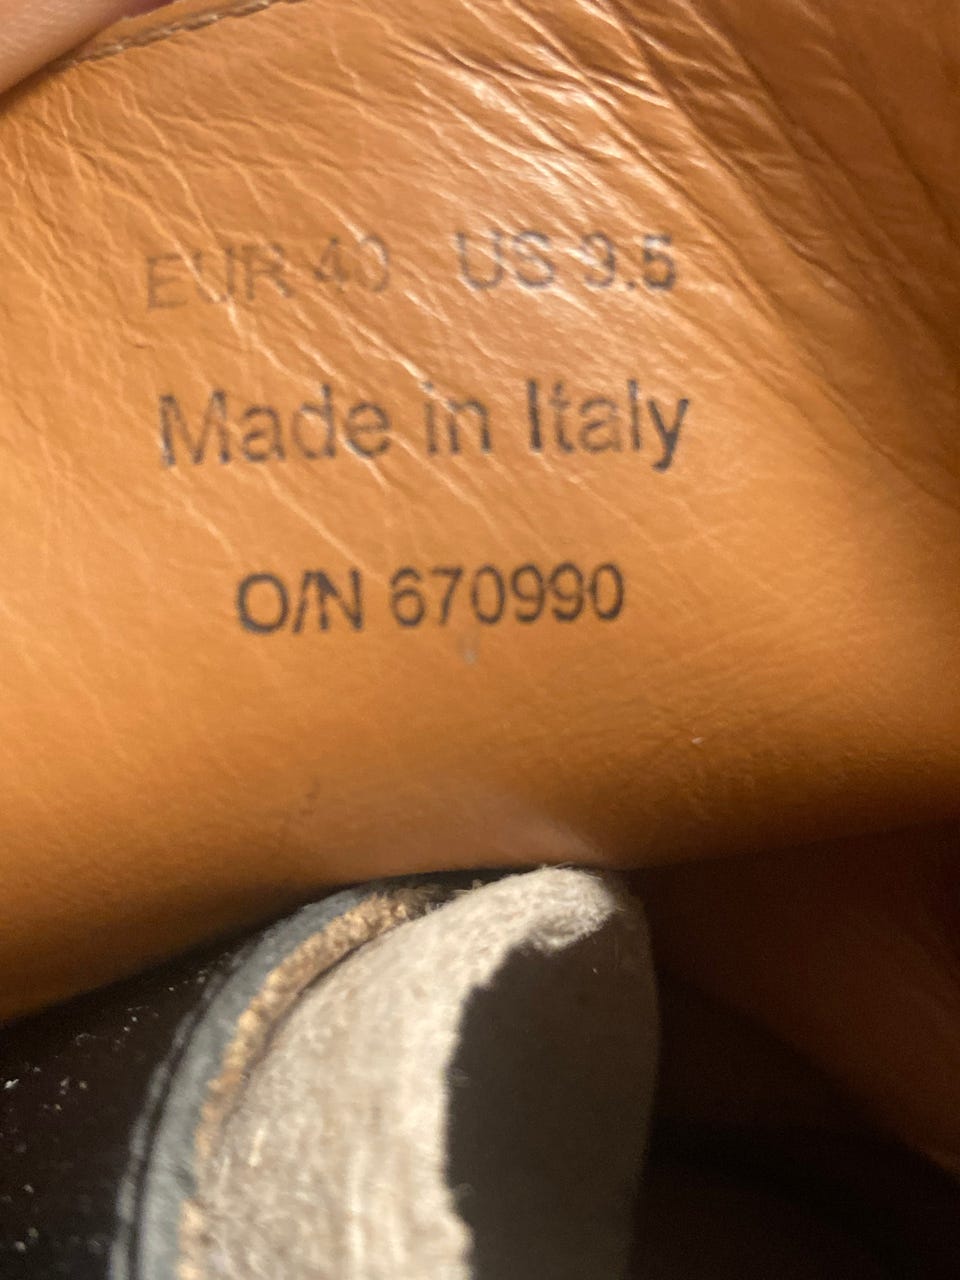 EUR 40 US 9.5
Made in Italy
O/N 670990